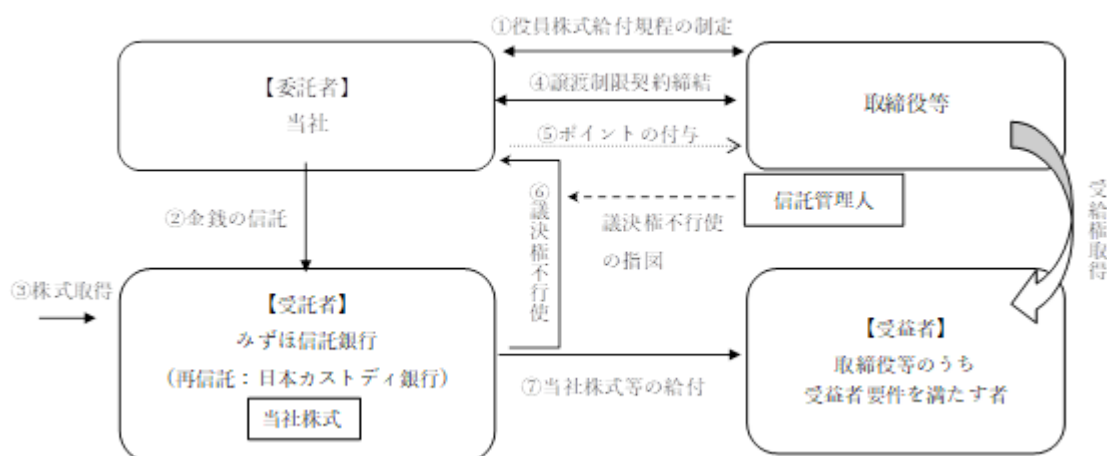 ①役員株式給付規程の制定
【委託者】
当社
④譲渡制限契約締結
取締役等
⑤ポイントの付与
②金銭の信託
⑥議決権不行使
議決権不行使
の指図
信託管理人
受給権取得
③株式取得
【受託者】
みずほ信託銀行
(再信託：日本カストディ銀行)
当社株式
⑦当社株式等の給付
【受益者】
取締役等のうち
受益者要件を満たす者